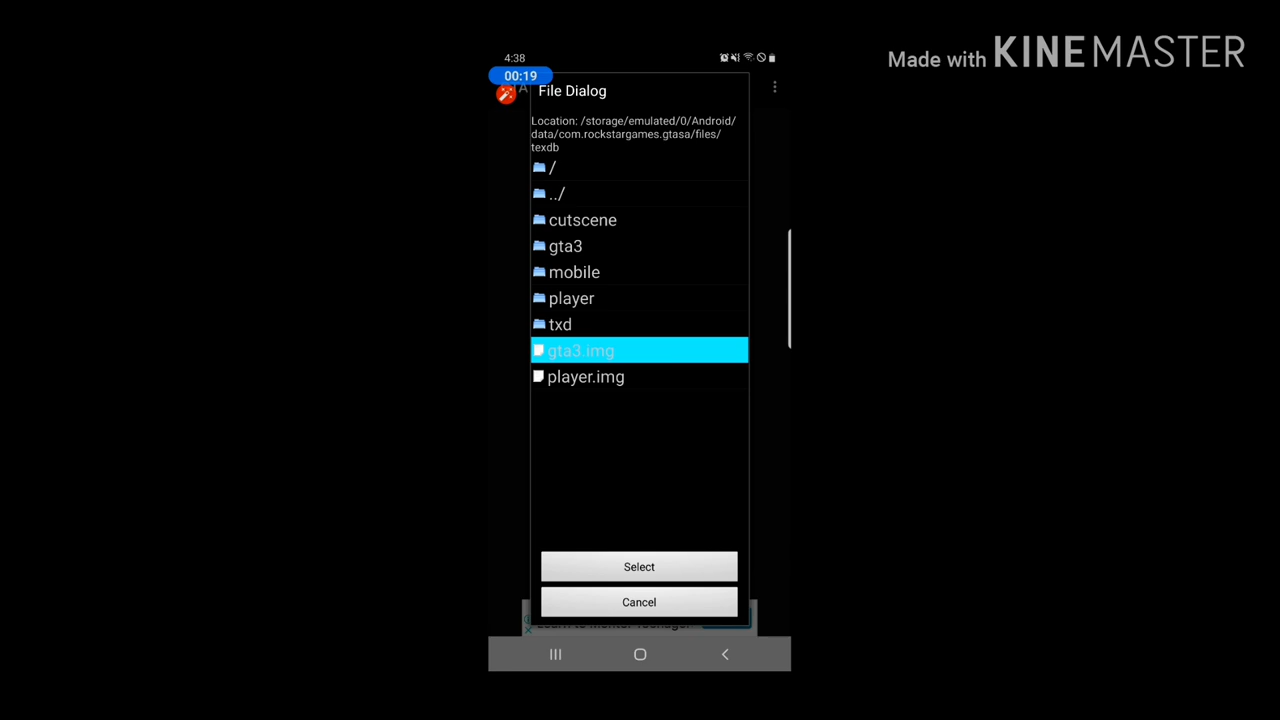 Made with KINEMASTER
4:38
00:19
A
File Dialog
Location: /storage/emulated/0/Android/
data/com.rockstargames.gtasa/files/
texdb
/
../
cutscene
gta3
mobile
player
txd
gta3.img
player.img
Select
Cancel